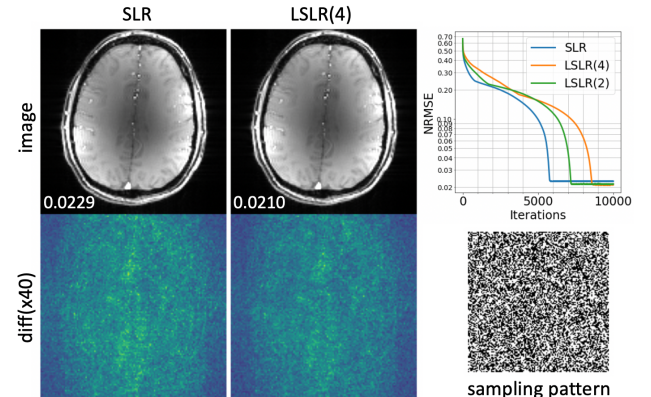 SLR LSLR(4)
image
0.0229 0.0210
diff(x40)
0.70
0.60
0.50
0.40
0.30
0.20
0.10
0.09
0.08
0.07
0.06
0.05
0.04
0.03
0.02
NRMSE
SLR
LSLR(4)
LSLR(2)
0 5000 10000
Iterations
sampling pattern